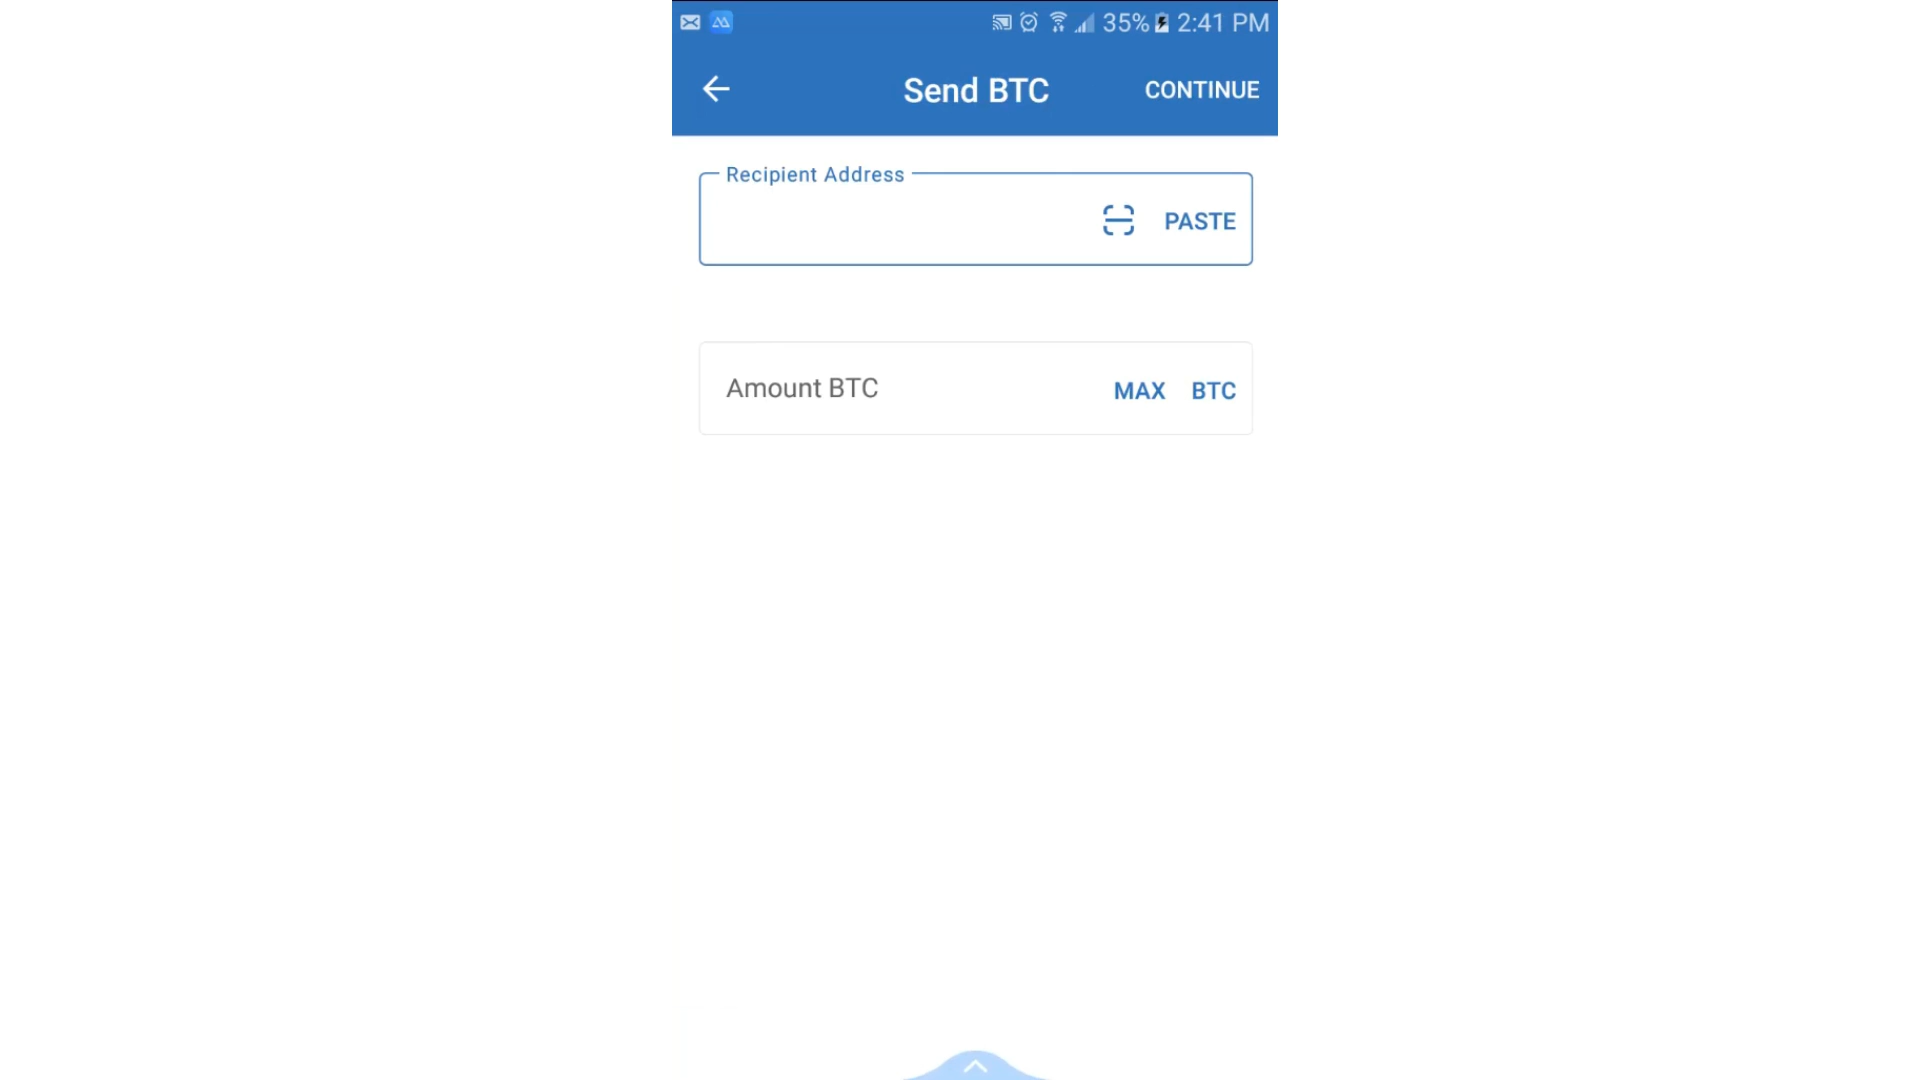 35% 2:41 PM
Send BTC CONTINUE
Recipient Address
PASTE
Amount BTC MAX BTC